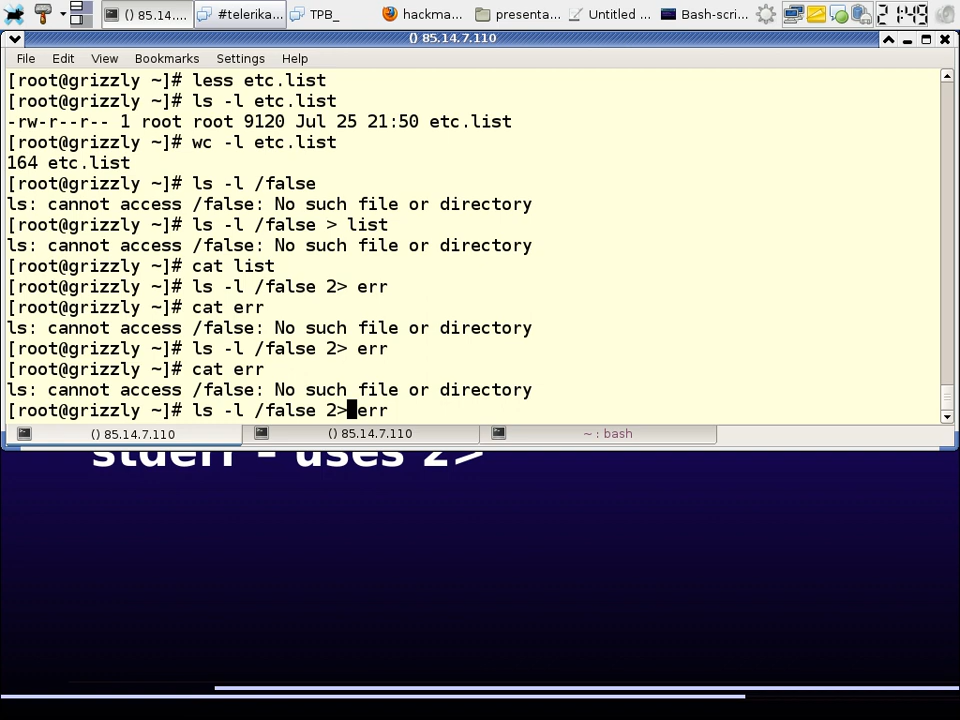 () 85.14.... #telerika... TPB_ hackma... presenta... Untitled ... Bash-scri... 21:49
() 85.14.7.110
File Edit View Bookmarks Settings Help
[root@grizzly ~]# less etc.list
[root@grizzly ~]# ls -l etc.list
-rw-r--r-- 1 root root 9120 Jul 25 21:50 etc.list
[root@grizzly ~]# wc -l etc.list
164 etc.list
[root@grizzly ~]# ls -l /false
ls: cannot access /false: No such file or directory
[root@grizzly ~]# ls -l /false > list
ls: cannot access /false: No such file or directory
[root@grizzly ~]# cat list
[root@grizzly ~]# ls -l /false 2> err
[root@grizzly ~]# cat err
ls: cannot access /false: No such file or directory
[root@grizzly ~]# ls -l /false 2> err
[root@grizzly ~]# cat err
ls: cannot access /false: No such file or directory
[root@grizzly ~]# ls -l /false 2> err
() 85.14.7.110 () 85.14.7.110 ~ : bash
stderr – uses 2>